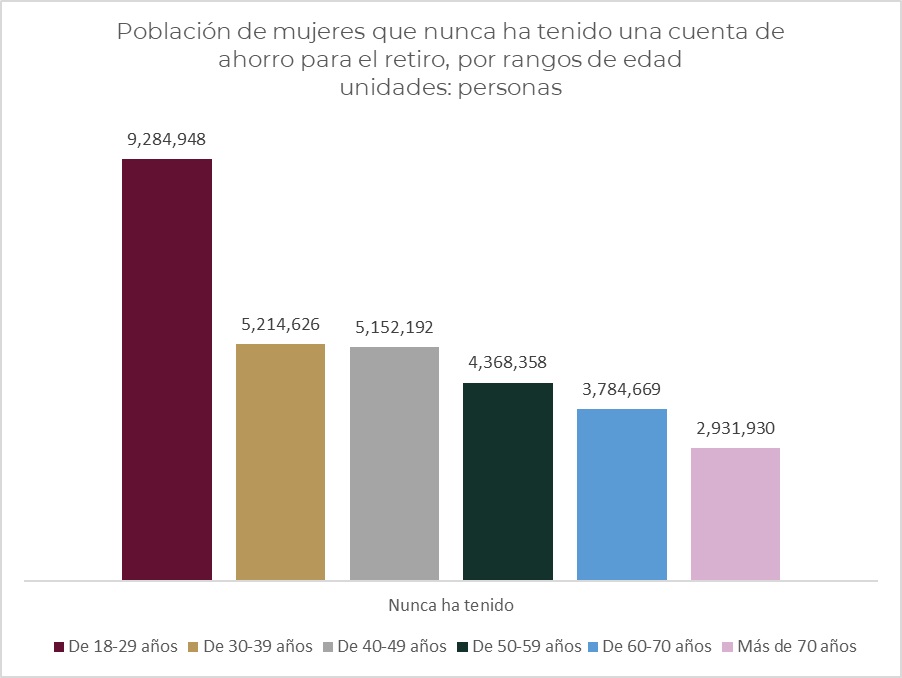 Población de mujeres que nunca ha tenido una cuenta de
ahorro para el retiro, por rangos de edad
unidades: personas
9,284,948
5,214,626
5,152,192
4,368,358
3,784,669
2,931,930
Nunca ha tenido
De 18-29 años De 30-39 años De 40-49 años De 50-59 años De 60-70 años Más de 70 años